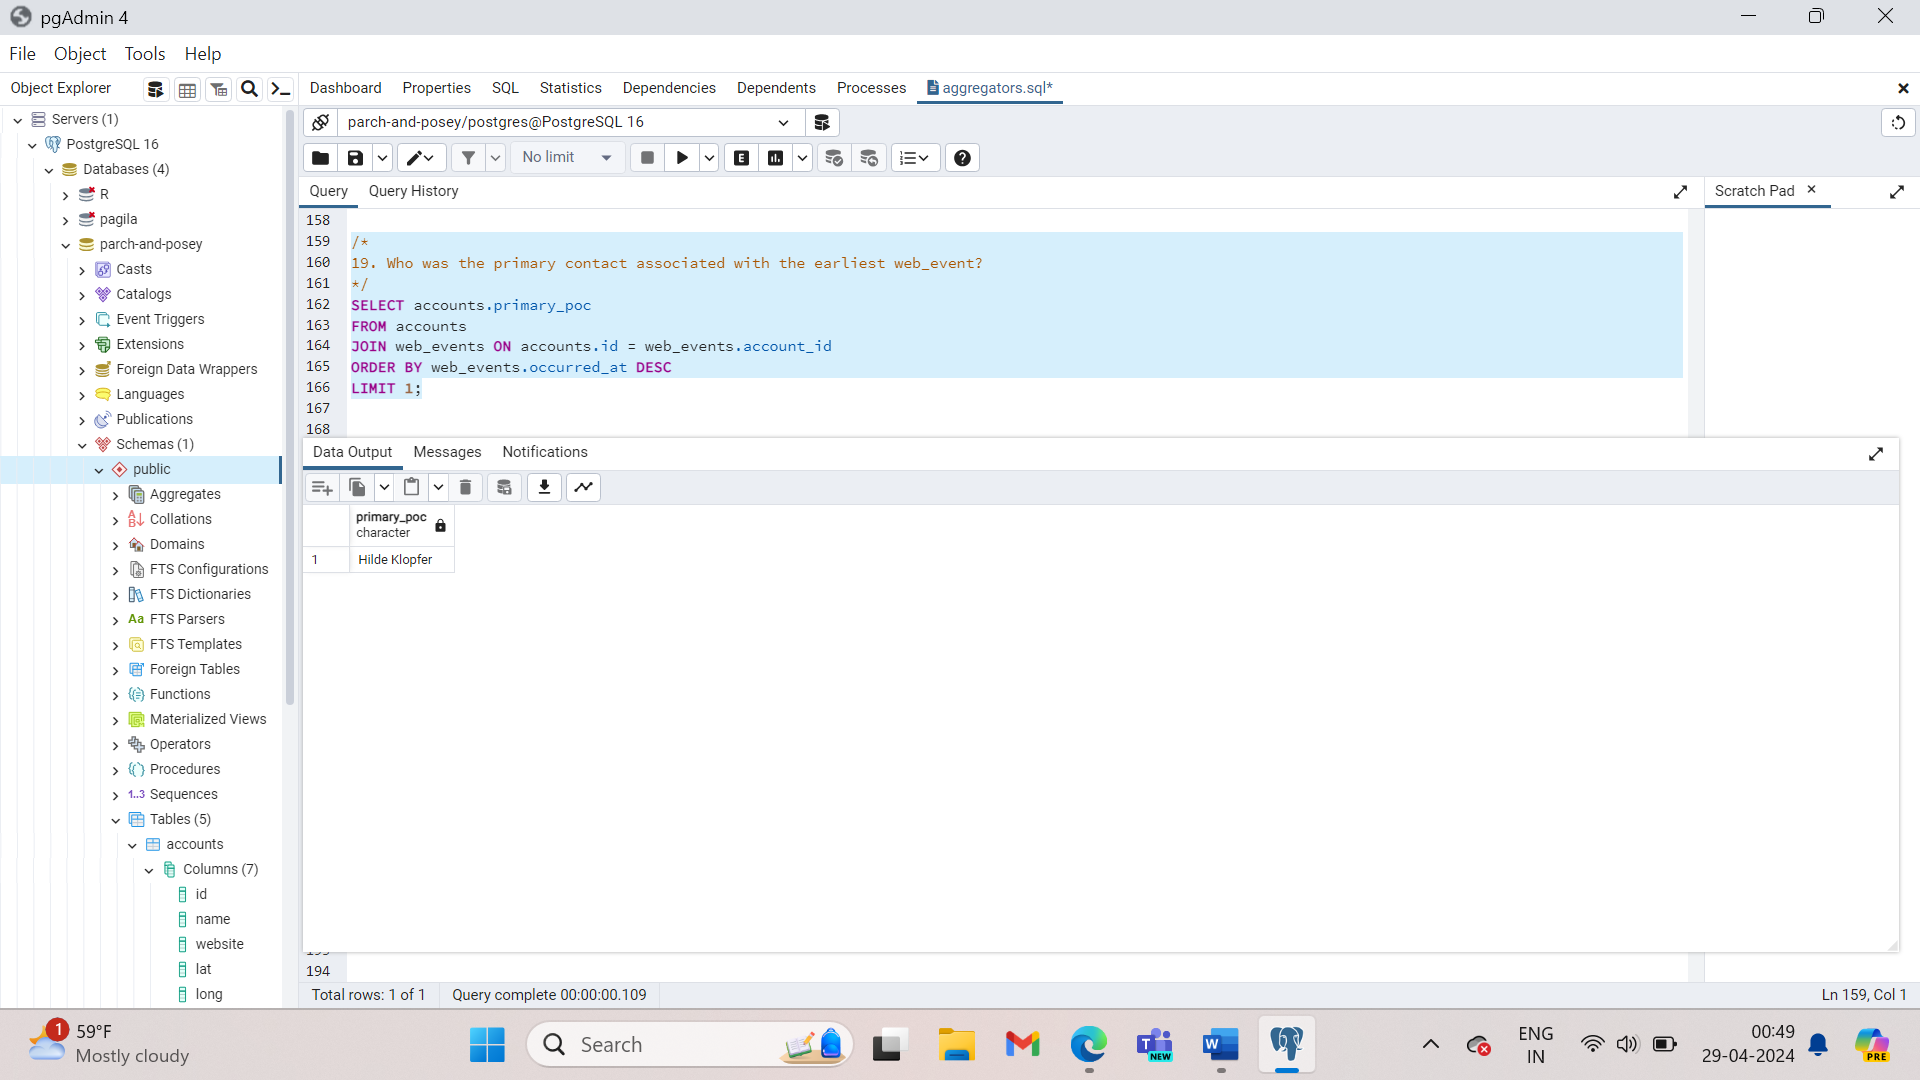 pgAdmin 4
File Object Tools Help
Object Explorer
Dashboard Properties SQL Statistics Dependencies Dependents Processes aggregators.sql*
Servers (1)
PostgreSQL 16
Databases (4)
R
pagila
parch-and-posey
Casts
Catalogs
Event Triggers
Extensions
Foreign Data Wrappers
Languages
Publications
Schemas (1)
public
Aggregates
Collations
Domains
FTS Configurations
FTS Dictionaries
Aa FTS Parsers
FTS Templates
Foreign Tables
Functions
Materialized Views
Operators
Procedures
1..3 Sequences
Tables (5)
accounts
Columns (7)
id
name
website
lat
long
parch-and-posey/postgres@PostgreSQL 16
No limit
E
Query Query History
Scratch Pad
158
159 /*
160 19. Who was the primary contact associated with the earliest web_event?
161 */
162 SELECT accounts.primary_poc
163 FROM accounts
164 JOIN web_events ON accounts.id = web_events.account_id
165 ORDER BY web_events.occurred_at DESC
166 LIMIT 1;
167
168
Data Output Messages Notifications
primary_poc
character
1 Hilde Klopfer
194
Total rows: 1 of 1 Query complete 00:00:00.109 Ln 159, Col 1
1
59°F
Mostly cloudy
Search
NEW
W
ENG
IN
00:49
29-04-2024
PRE